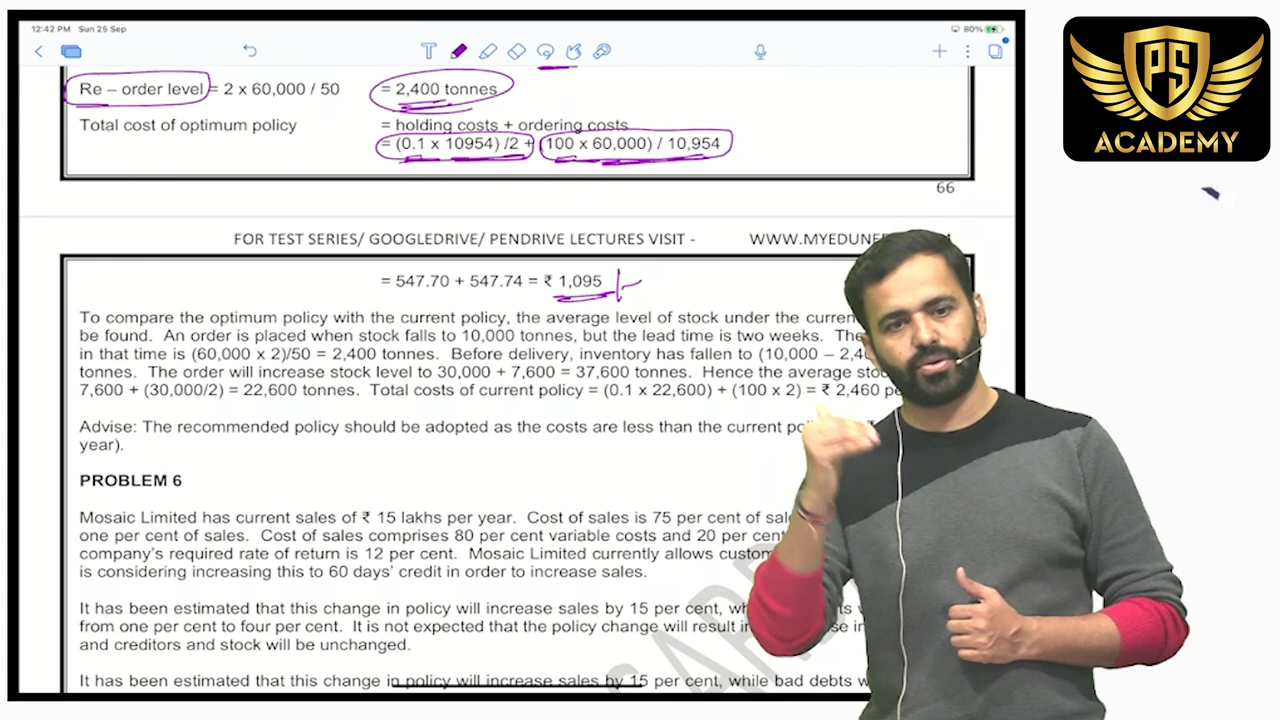 12:42 PM Sun 25 Sep
80%
PS
ACADEMY
Re – order level = 2 x 60,000 / 50 = 2,400 tonnes
Total cost of optimum policy = holding costs + ordering costs
= (0.1 x 10954) /2 + (100 x 60,000) / 10,954
66
FOR TEST SERIES/ GOOGLEDRIVE/ PENDRIVE LECTURES VISIT - WWW.MYEDUNE
= 547.70 + 547.74 = ₹ 1,095
To compare the optimum policy with the current policy, the average level of stock under the curren
be found. An order is placed when stock falls to 10,000 tonnes, but the lead time is two weeks. The
in that time is (60,000 x 2)/50 = 2,400 tonnes. Before delivery, inventory has fallen to (10,000 – 2,4
tonnes. The order will increase stock level to 30,000 + 7,600 = 37,600 tonnes. Hence the average sto
7,600 + (30,000/2) = 22,600 tonnes. Total costs of current policy = (0.1 x 22,600) + (100 x 2) = ₹ 2,460 pe
Advise: The recommended policy should be adopted as the costs are less than the current po
year).
PROBLEM 6
Mosaic Limited has current sales of ₹ 15 lakhs per year. Cost of sales is 75 per cent of sal
one per cent of sales. Cost of sales comprises 80 per cent variable costs and 20 per cent
company's required rate of return is 12 per cent. Mosaic Limited currently allows custom
is considering increasing this to 60 days' credit in order to increase sales.
It has been estimated that this change in policy will increase sales by 15 per cent, wh
from one per cent to four per cent. It is not expected that the policy change will result in se in
and creditors and stock will be unchanged.
It has been estimated that this change in policy will increase sales by 15 per cent, while bad debts w